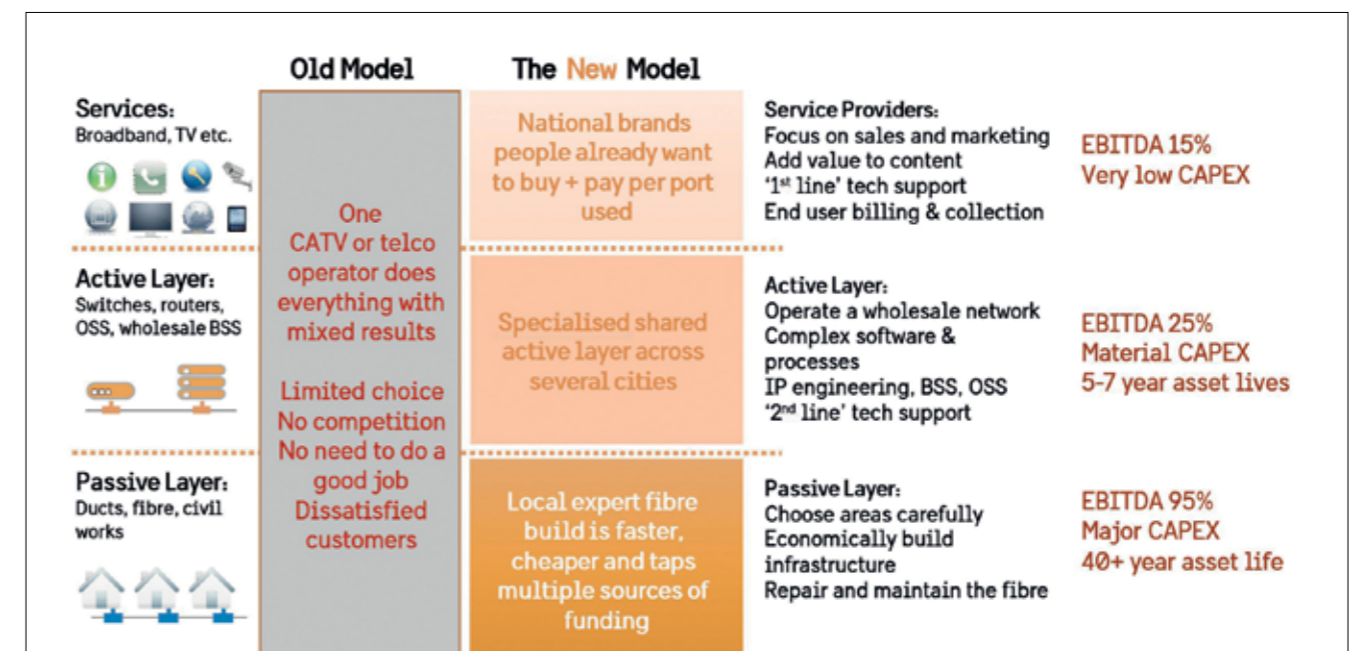 Old Model
The New Model
Services:
Broadband, TV etc.
One
CATV or telco
operator does
everything with
mixed results
Limited choice
No competition
No need to do a
good job
Dissatisfied
customers
National brands
people already want
to buy + pay per port
used
Service Providers:
Focus on sales and marketing
Add value to content
‘1st line’ tech support
End user billing & collection
EBITDA 15%
Very low CAPEX
Active Layer:
Switches, routers,
OSS, wholesale BSS
Specialised shared
active layer across
several cities
Active Layer:
Operate a wholesale network
Complex software &
processes
IP engineering, BSS, OSS
‘2nd line’ tech support
EBITDA 25%
Material CAPEX
5-7 year asset lives
Passive Layer:
Ducts, fibre, civil
works
Local expert fibre
build is faster,
cheaper and taps
multiple sources of
funding
Passive Layer:
Choose areas carefully
Economically build
infrastructure
Repair and maintain the fibre
EBITDA 95%
Major CAPEX
40+ year asset life